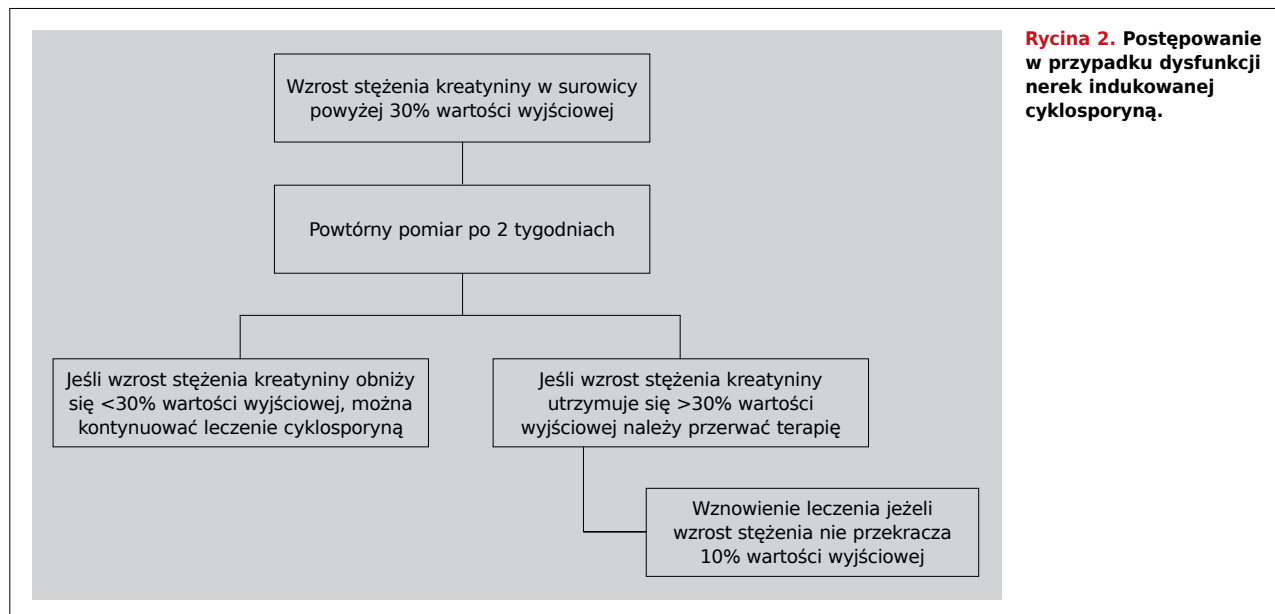 Rycina 2. Postępowanie
w przypadku dysfunkcji
nerek indukowanej
cyklosporyną.
Wzrost stężenia kreatyniny w surowicy
powyżej 30% wartości wyjściowej
Powtórny pomiar po 2 tygodniach
Jeśli wzrost stężenia kreatyniny obniży
się <30% wartości wyjściowej, można
kontynuować leczenie cyklosporyną
Jeśli wzrost stężenia kreatyniny
utrzymuje się >30% wartości
wyjściowej należy przerwać terapię
Wznowienie leczenia jeżeli
wzrost stężenia nie przekracza
10% wartości wyjściowej